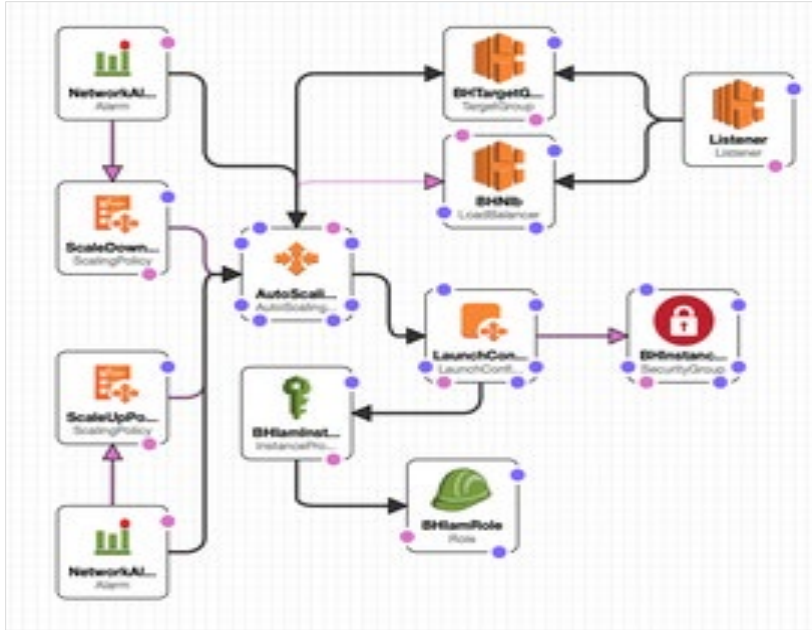 NetworkAl...
Alarm
BHTargetG...
TargetGroup
Listener
Listener
ScaleDown...
ScalingPolicy
BHNlb
LoadBalancer
AutoScali...
AutoScaling...
LaunchCon...
LaunchConfi...
BHInstanc...
SecurityGroup
ScaleUpPo...
ScalingPolicy
BHIamInst...
InstancePro...
BHIamRole
Role
NetworkAl...
Alarm